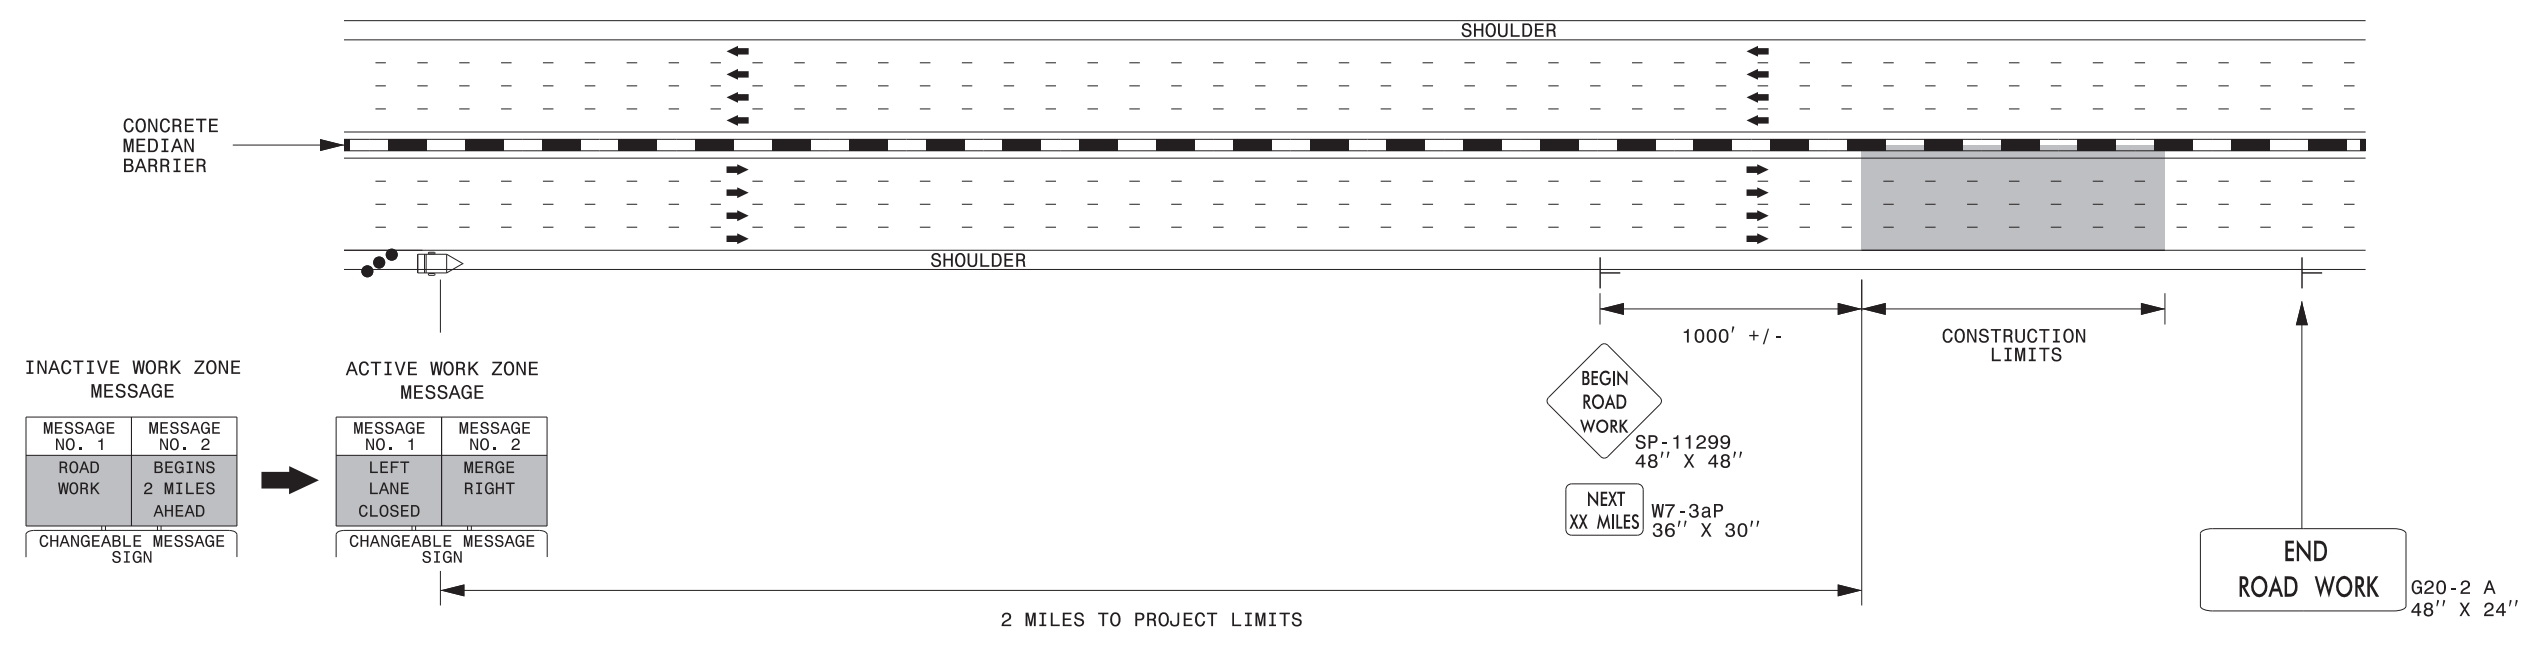 SHOULDER
CONCRETE
MEDIAN
BARRIER
SHOULDER
1000' +/-
CONSTRUCTION
LIMITS
INACTIVE WORK ZONE
MESSAGE
MESSAGE
NO. 1
MESSAGE
NO. 2
ROAD
WORK
BEGINS
2 MILES
AHEAD
CHANGEABLE MESSAGE
SIGN
ACTIVE WORK ZONE
MESSAGE
MESSAGE
NO. 1
MESSAGE
NO. 2
LEFT
LANE
CLOSED
MERGE
RIGHT
CHANGEABLE MESSAGE
SIGN
BEGIN
ROAD
WORK
SP-11299
48'' X 48''
NEXT
XX MILES
W7-3aP
36'' X 30''
END
ROAD WORK
G20-2 A
48'' X 24''
2 MILES TO PROJECT LIMITS